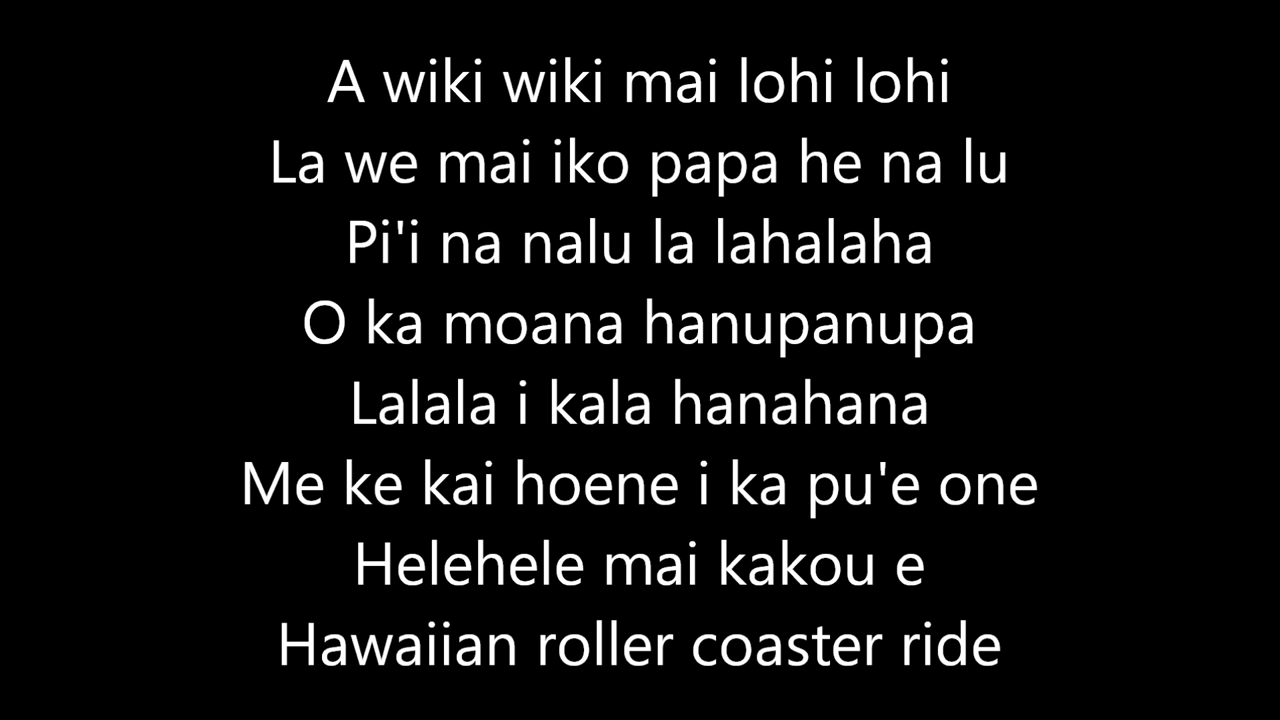 A wiki wiki mai lohi lohi
La we mai iko papa he na lu
Pi'i na nalu la lahalaha
O ka moana hanupanupa
Lalala i kala hanahana
Me ke kai hoene i ka pu'e one
Helehele mai kakou e
Hawaiian roller coaster ride